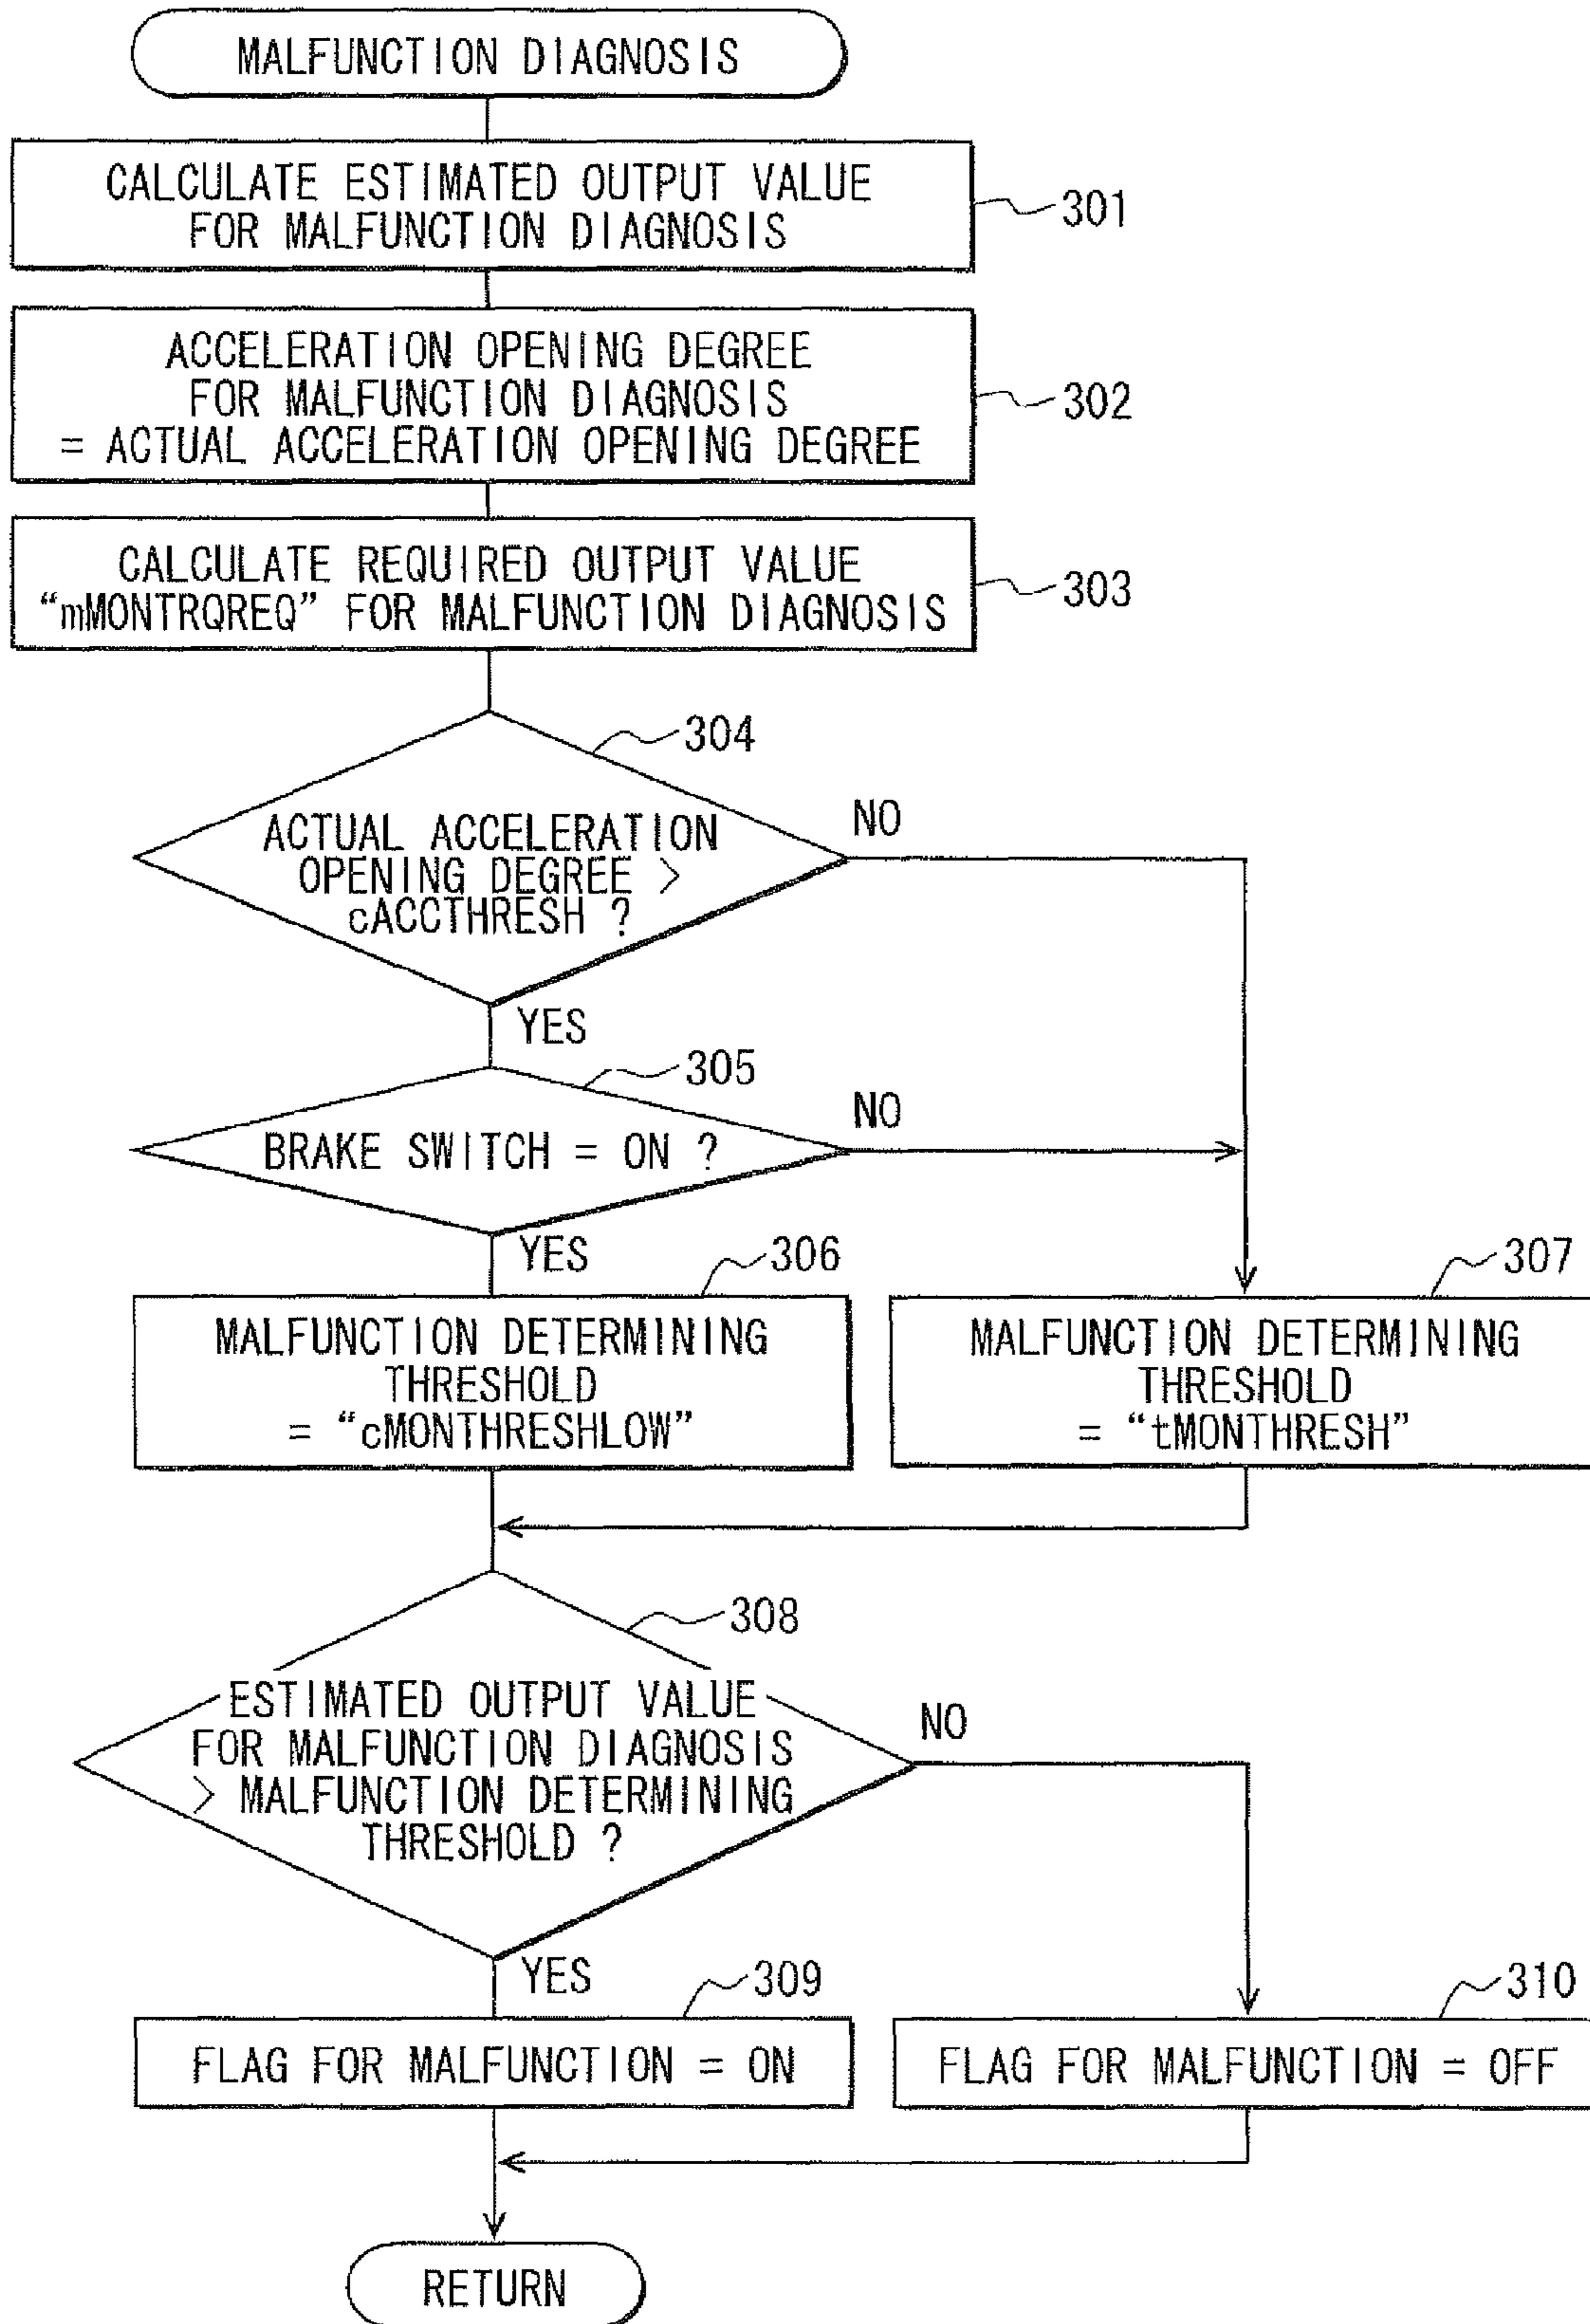 MALFUNCTION DIAGNOSIS
CALCULATE ESTIMATED OUTPUT VALUE
FOR MALFUNCTION DIAGNOSIS
301
ACCELERATION OPENING DEGREE
FOR MALFUNCTION DIAGNOSIS
= ACTUAL ACCELERATION OPENING DEGREE
302
CALCULATE REQUIRED OUTPUT VALUE
“mMONTRQREQ” FOR MALFUNCTION DIAGNOSIS
303
304
ACTUAL ACCELERATION
OPENING DEGREE >
cACCTHRESH ?
NO
YES
305
BRAKE SWITCH = ON ?
NO
YES
306
MALFUNCTION DETERMINING
THRESHOLD
= “cMONTHRESHLOW”
307
MALFUNCTION DETERMINING
THRESHOLD
= “tMONTHRESH”
308
ESTIMATED OUTPUT VALUE
FOR MALFUNCTION DIAGNOSIS
> MALFUNCTION DETERMINING
THRESHOLD ?
NO
YES
309
FLAG FOR MALFUNCTION = ON
310
FLAG FOR MALFUNCTION = OFF
RETURN